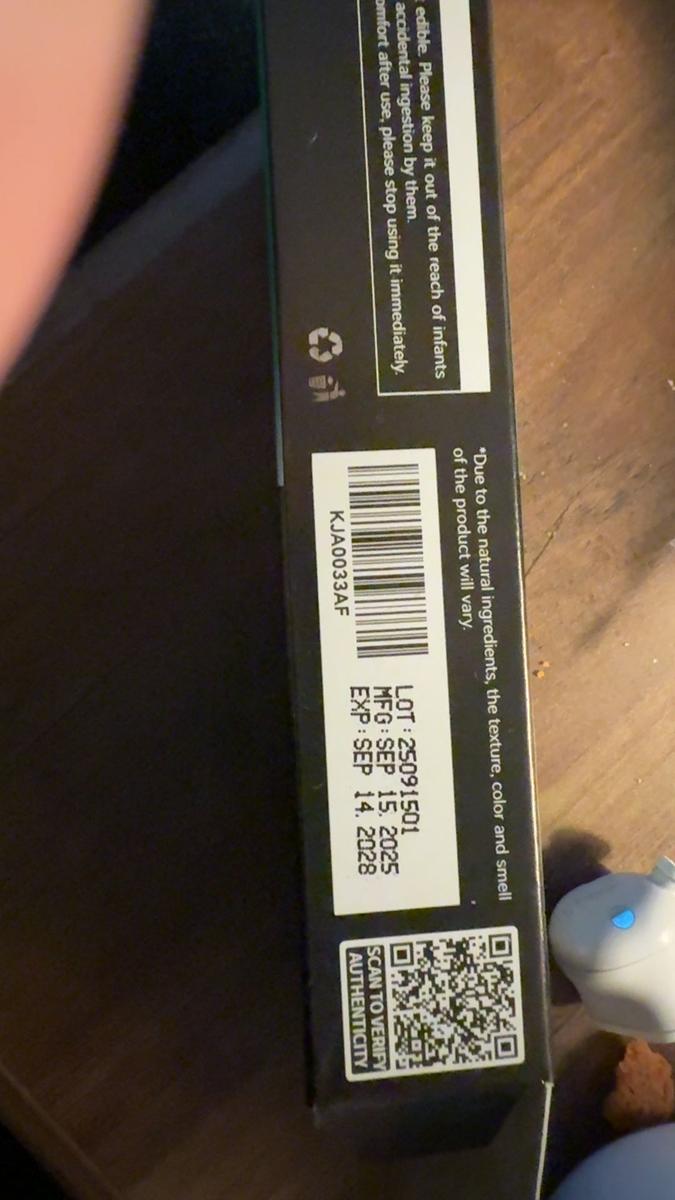 edible. Please keep it out of the reach of infants
accidental ingestion by them.
after use, please stop using it immediately.
*Due to the natural ingredients, the texture, color and smell
of the product will vary.
KJA0033AF
LOT: 25091501
MFG: SEP 15, 2025
EXP: SEP 14, 2028
SCAN TO VERIFY
AUTHENTICITY